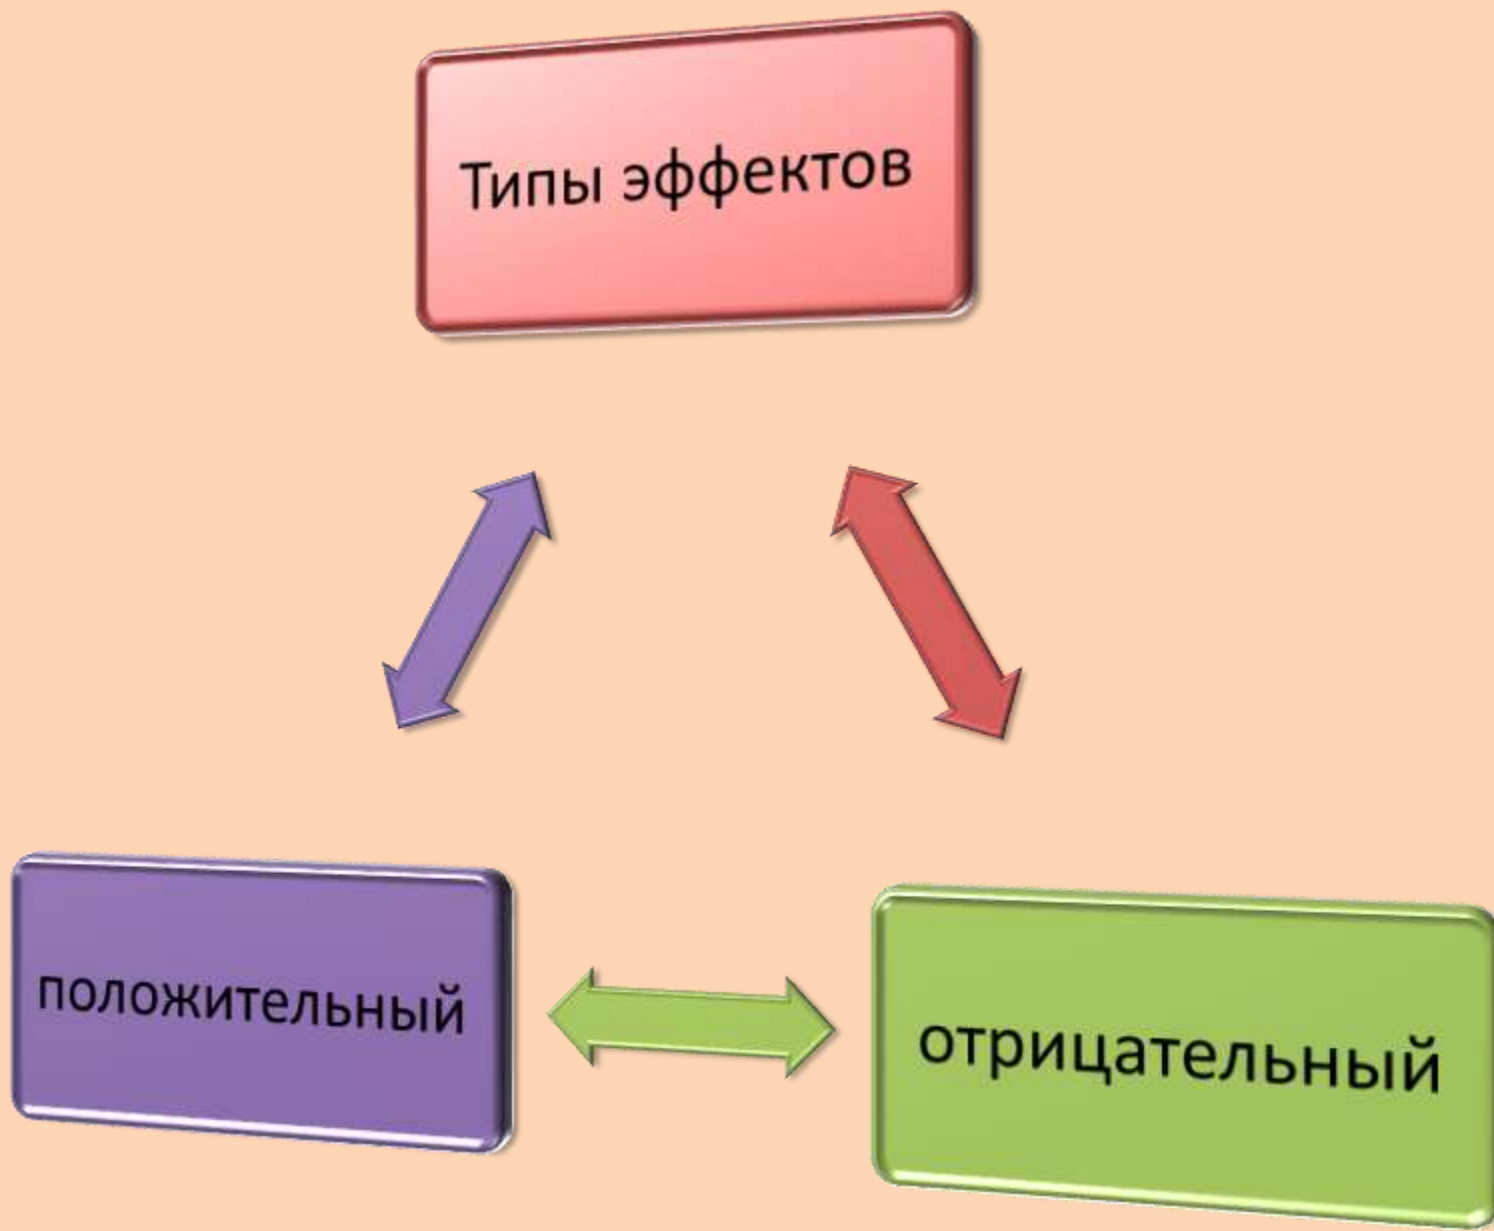 Типы эффектов
положительный
отрицательный